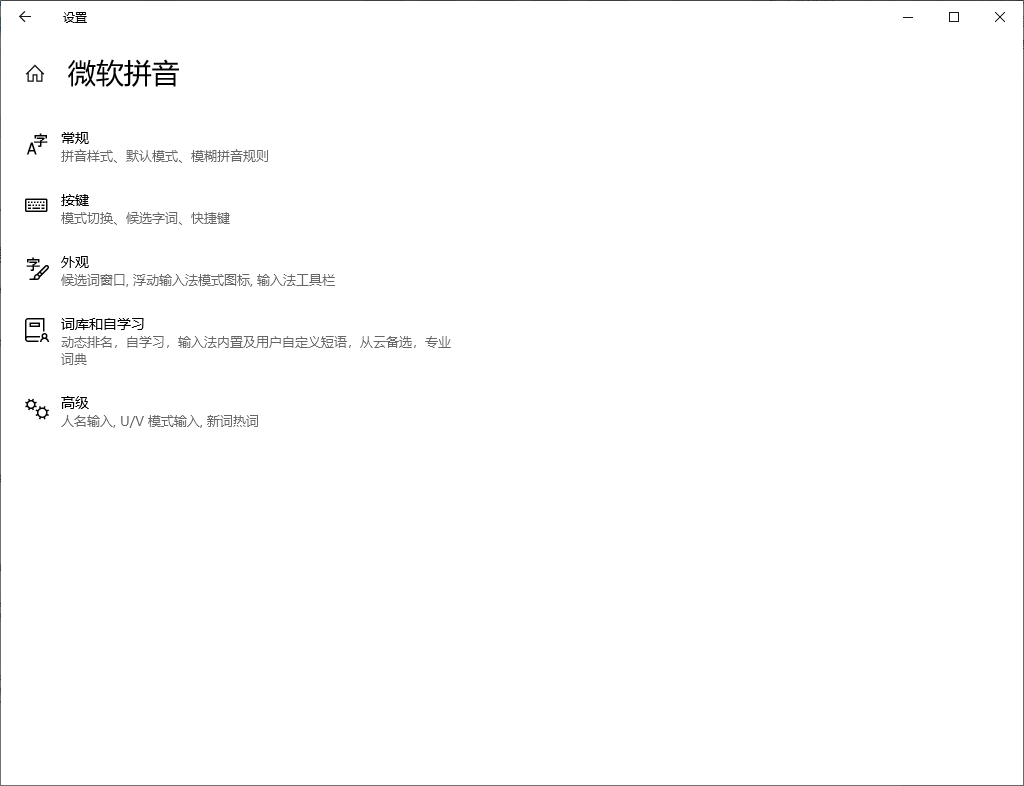 设置
微软拼音
常规
拼音样式、默认模式、模糊拼音规则
按键
模式切换、候选字词、快捷键
外观
候选词窗口, 浮动输入法模式图标, 输入法工具栏
词库和自学习
动态排名，自学习，输入法内置及用户自定义短语，从云备选，专业
词典
高级
人名输入, U/V 模式输入, 新词热词